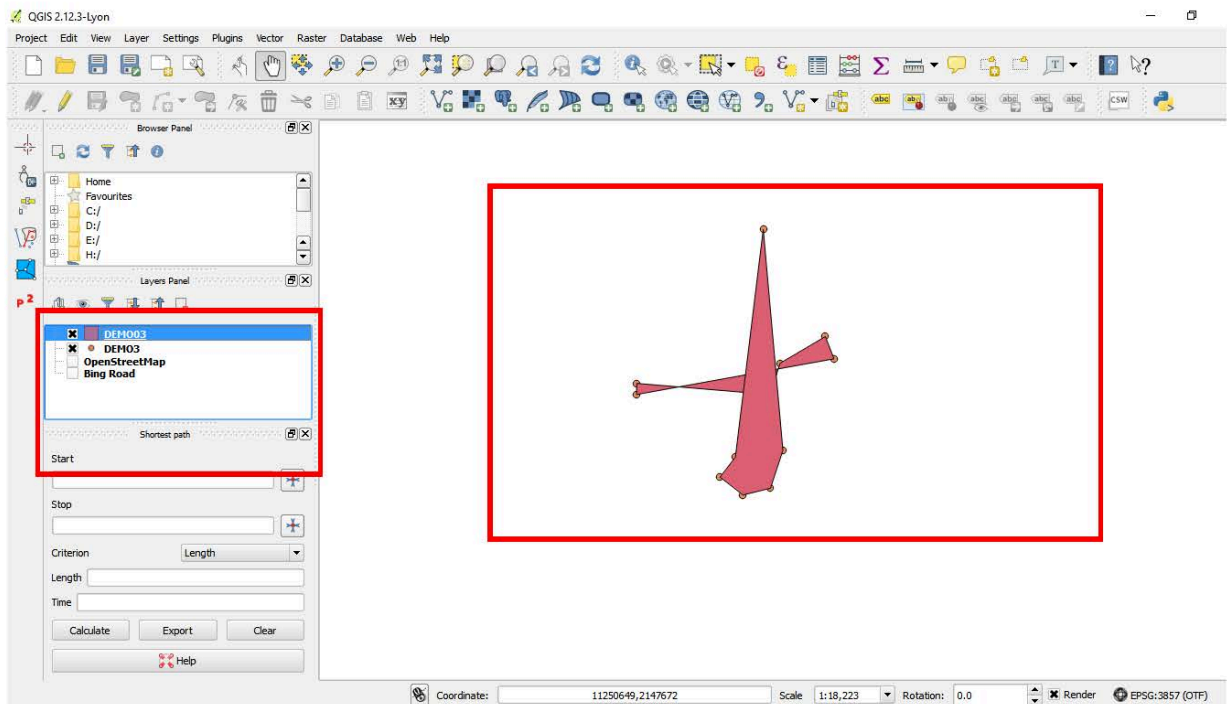 QGIS 2.12.3-Lyon
Project Edit View Layer Settings Plugins Vector Raster Database Web Help
Browser Panel
Home
Favourites
C:/
D:/
E:/
H:/
Layers Panel
DEMO03
DEMO3
OpenStreetMap
Bing Road
Shortest path
Start
Stop
Criterion Length
Length
Time
Calculate Export Clear
Help
Coordinate: 11250649,2147672 Scale 1:18,223 Rotation: 0.0 Render EPSG:3857 (OTF)